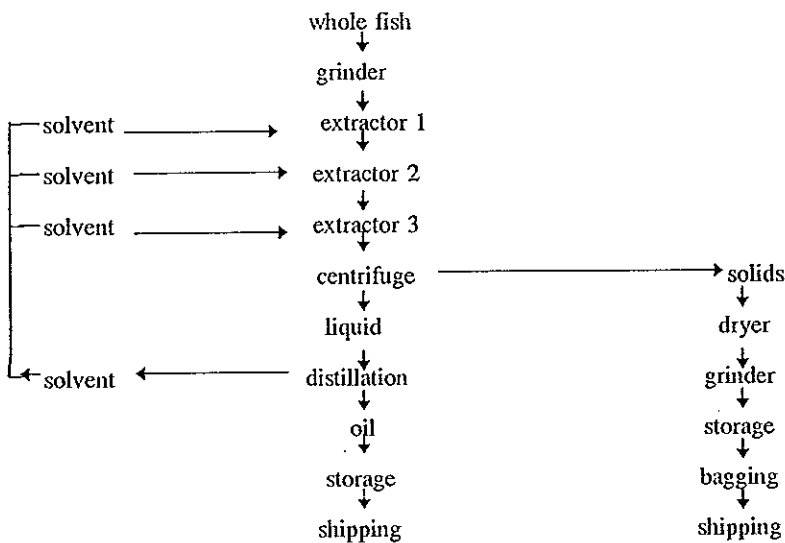 whole fish
grinder
solvent extractor 1
solvent extractor 2
solvent extractor 3
centrifuge solids
liquid dryer
solvent distillation grinder
oil storage
storage bagging
shipping shipping